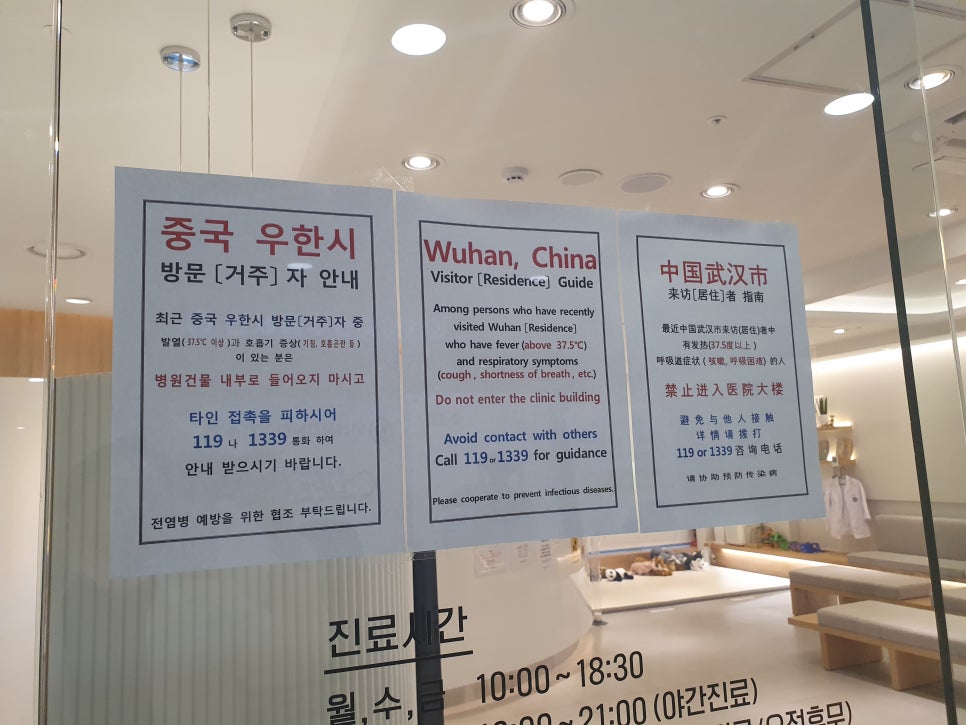 중국 우한시
방문 [거주] 자 안내
최근 중국 우한시 방문[거주]자 중
발열(37.5℃ 이상)과 호흡기 증상(기침, 호흡곤란 등)
이 있는 분은
병원건물 내부로 들어오지 마시고
타인 접촉을 피하시어
119 나 1339 통화 하여
안내 받으시기 바랍니다.
전염병 예방을 위한 협조 부탁드립니다.
Wuhan, China
Visitor [Residence] Guide
Among persons who have recently
visited Wuhan [Residence]
who have fever (above 37.5℃)
and respiratory symptoms
(cough, shortness of breath, etc.)
Do not enter the clinic building
Avoid contact with others
Call 119 or 1339 for guidance
Please cooperate to prevent infectious diseases.
中国武汉市
来访[居住]者 指南
最近中国武汉市来访(居住)者中
有发热(37.5度以上)
呼吸道症状 ( 咳嗽, 呼吸困难) 的人
禁止进入医院大楼
避免与他人接触
详情请拨打
119 or 1339 咨询电话
请协助预防传染病
진료시간
월,수,금 10:00 ~ 18:30
~ 21:00 (야간진료)